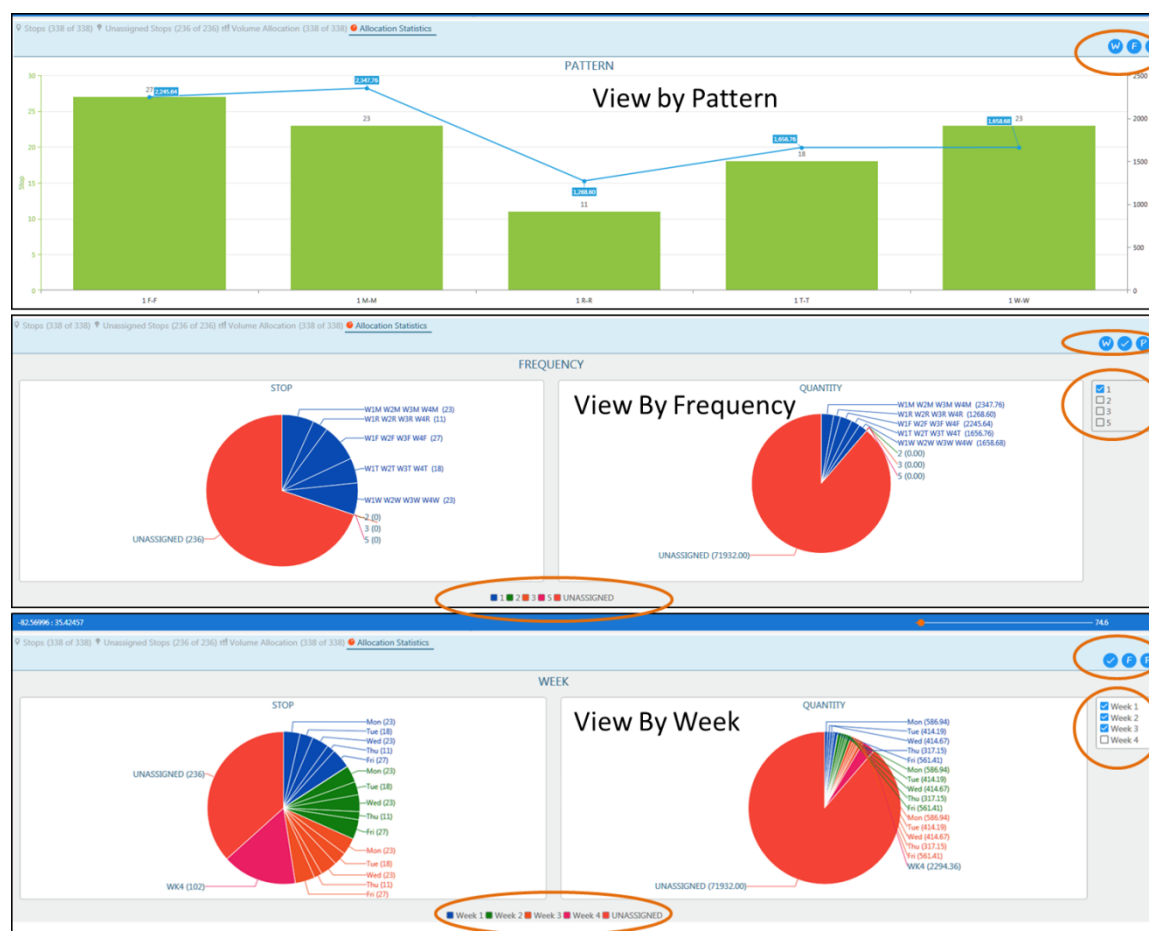 Stops (338 of 338) Unassigned Stops (236 of 236) Volume Allocation (338 of 338) Allocation Statistics
W F
PATTERN
View by Pattern
30
25
20
15
10
5
0
Stop
27
2,245.64
2,347.76
23
1,268.60
11
1,656.76
18
1,658.68
23
2500
2000
1500
1000
500
0
1 F-F
1 M-M
1 R-R
1 T-T
1 W-W
Stops (338 of 338) Unassigned Stops (236 of 236) Volume Allocation (338 of 338) Allocation Statistics
W P
FREQUENCY
STOP
W1M W2M W3M W4M (23)
W1R W2R W3R W4R (11)
W1F W2F W3F W4F (27)
W1T W2T W3T W4T (18)
W1W W2W W3W W4W (23)
2 (0)
3 (0)
5 (0)
UNASSIGNED (236)
View By Frequency
QUANTITY
W1M W2M W3M W4M (2347.76)
W1R W2R W3R W4R (1268.60)
W1F W2F W3F W4F (2245.64)
W1T W2T W3T W4T (1656.76)
W1W W2W W3W W4W (1658.68)
2 (0.00)
3 (0.00)
5 (0.00)
UNASSIGNED (71932.00)
1
2
3
5
1 2 3 5 UNASSIGNED
-82.56996 : 35.42457
74.6
Stops (338 of 338) Unassigned Stops (236 of 236) Volume Allocation (338 of 338) Allocation Statistics
F P
WEEK
STOP
Mon (23)
Tue (18)
Wed (23)
Thu (11)
Fri (27)
Mon (23)
Tue (18)
Wed (23)
Thu (11)
Fri (27)
Mon (23)
Tue (18)
Wed (23)
Thu (11)
Fri (27)
WK4 (102)
UNASSIGNED (236)
View By Week
QUANTITY
Mon (586.94)
Tue (414.19)
Wed (414.67)
Thu (317.15)
Fri (561.41)
Mon (586.94)
Tue (414.19)
Wed (414.67)
Thu (317.15)
Fri (561.41)
Mon (586.94)
Tue (414.19)
Wed (414.67)
Thu (317.15)
Fri (561.41)
WK4 (2294.36)
UNASSIGNED (71932.00)
Week 1
Week 2
Week 3
Week 4
Week 1 Week 2 Week 3 Week 4 UNASSIGNED